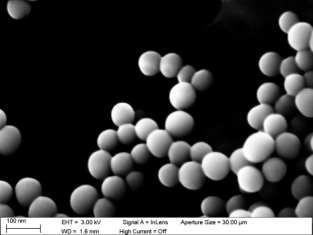 100 nm EHT = 3.00 kV Signal A = InLens Aperture Size = 30.00 µm
WD = 1.6 mm High Current = Off